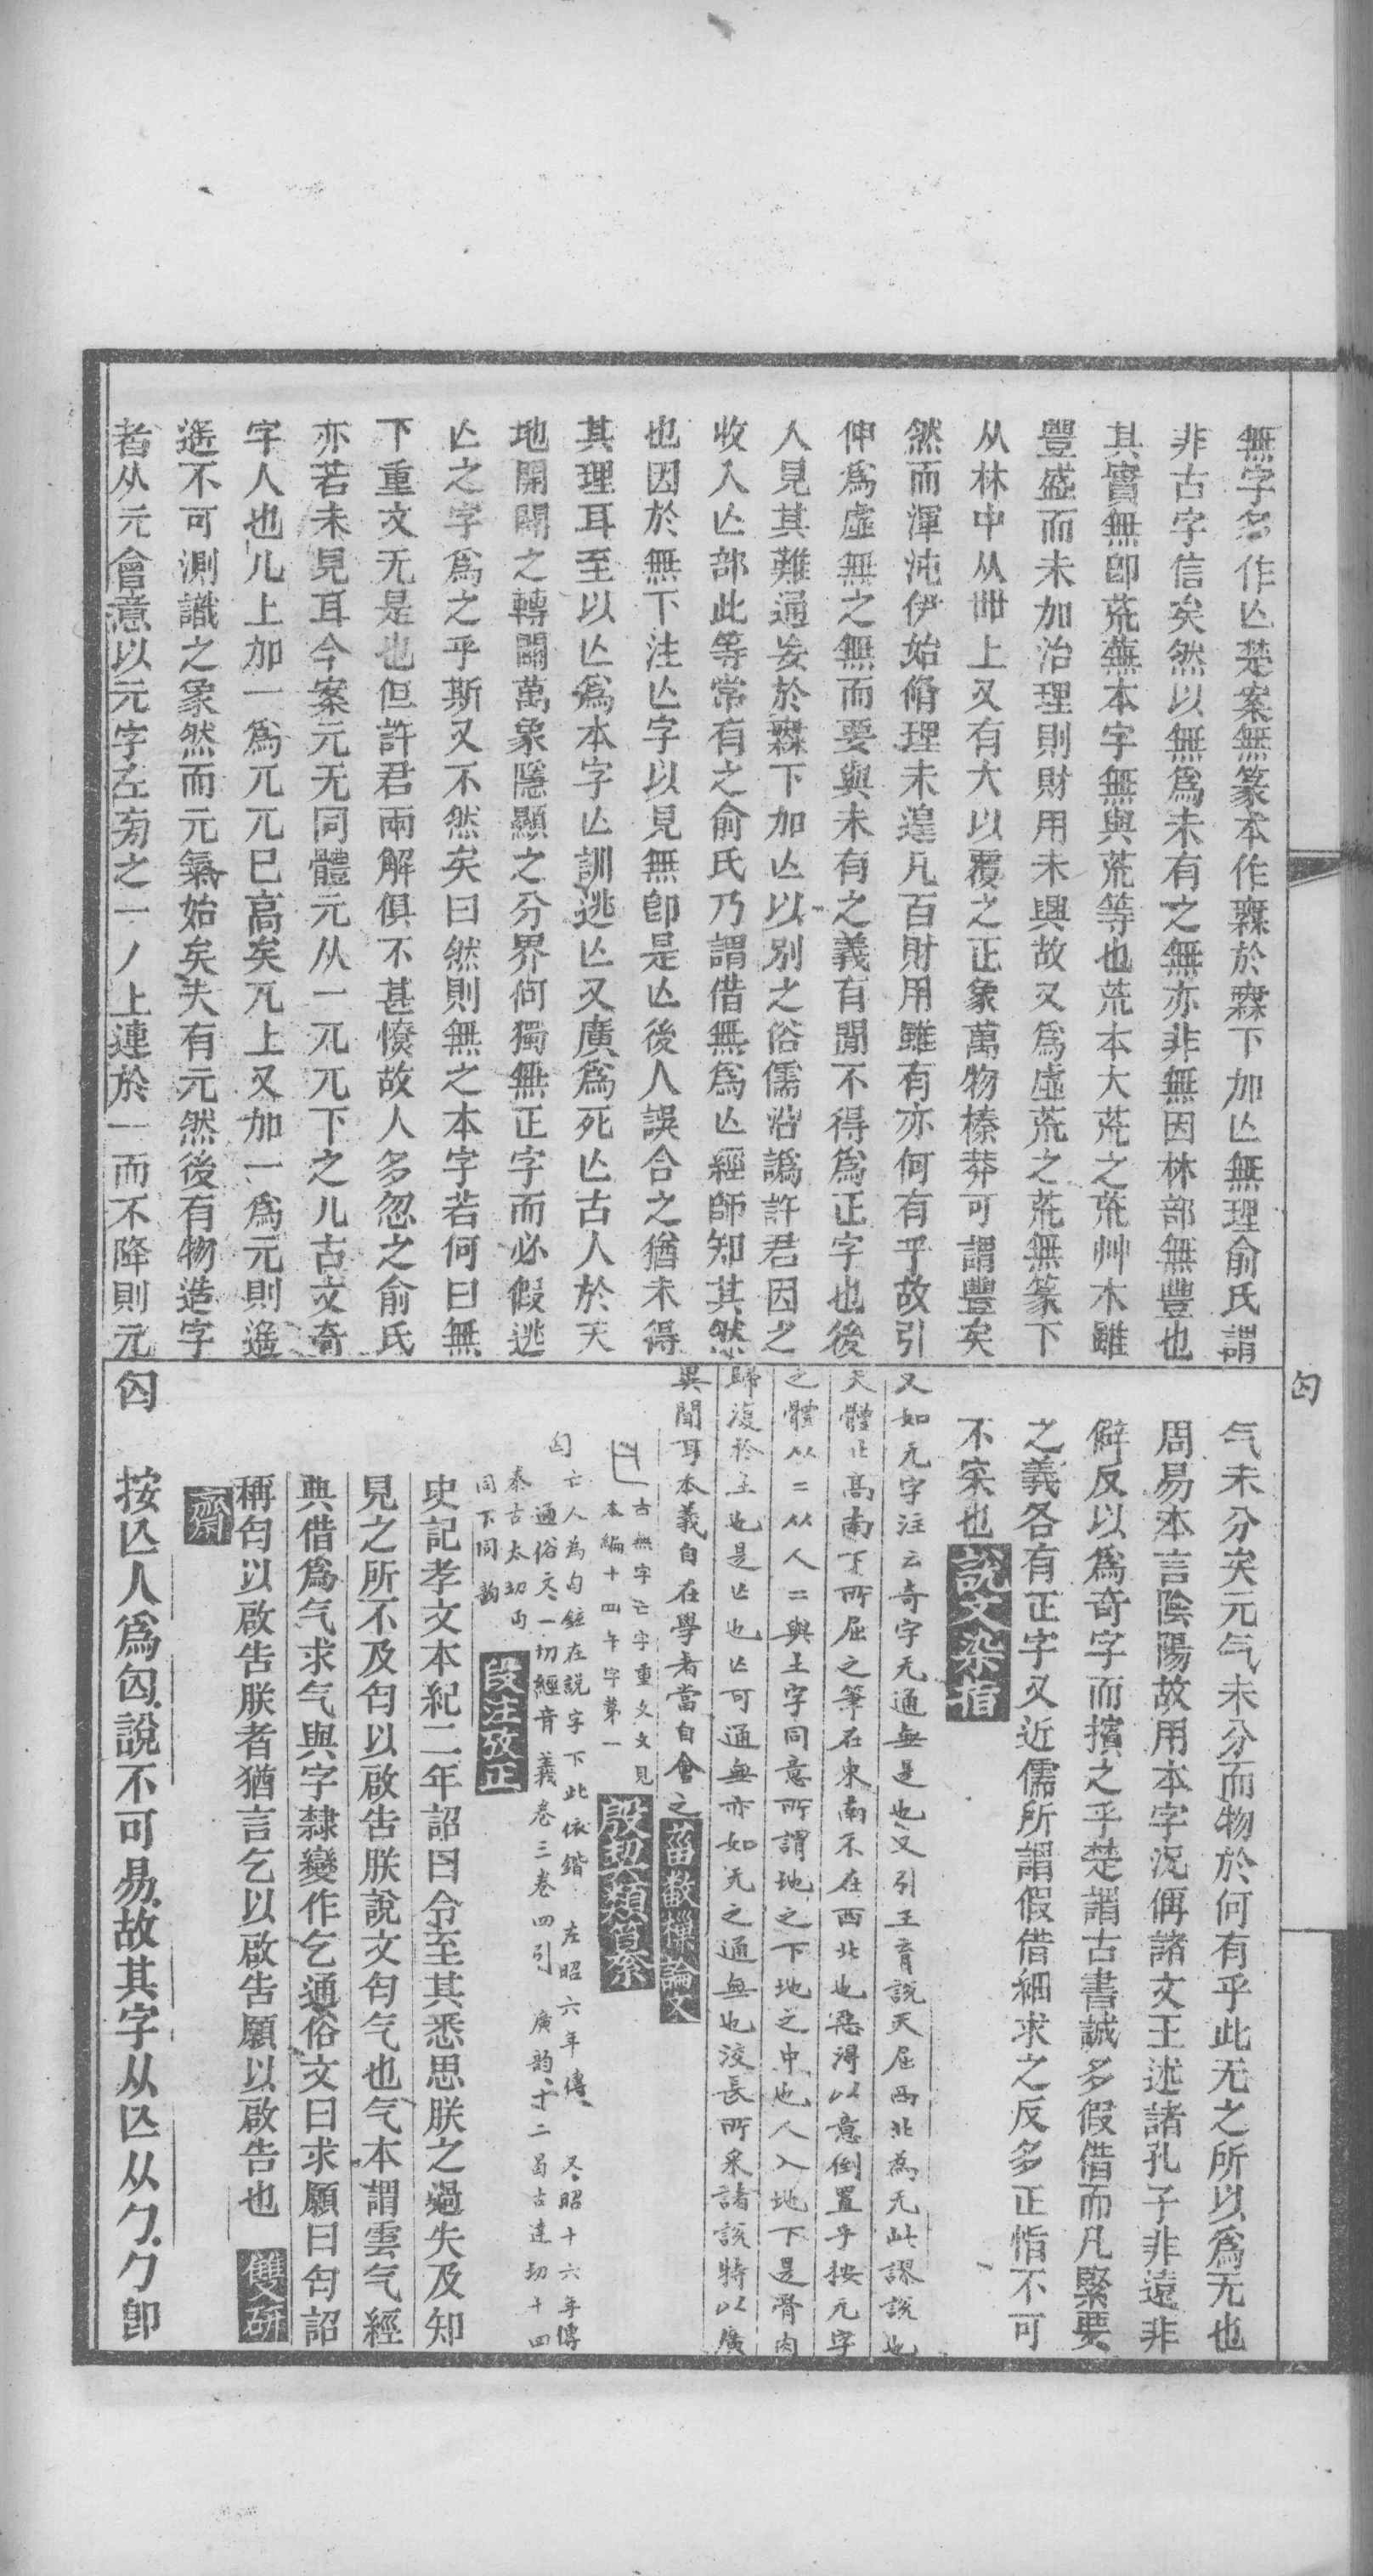 無字多作亾楚案無篆本作𣞤於𣞤下加亾無理俞氏謂
非古字信矣然以無爲未有之無亦非無因林部無豐也
其實無卽荒蕪本字無與荒等也荒本大荒之荒艸木雖
豐盛而未加治理則財用未興故又爲虛荒之荒無篆下
从林中从卌上又有大以覆之正象萬物榛莽可謂豐矣
然而渾沌伊始脩理未遑凡百財用雖有亦何有乎故引
伸爲虛無之無而要與未有之義有閒不得爲正字也後
人見其難通妄於𣞤下加亾以別之俗儒沿譌許君因之
收入亾部此等常有之俞氏乃謂借無爲亾經師知其然
也因於無下注亾字以見無卽是亾後人誤合之猶未得
其理耳至以亾爲本字亾訓逃亾又廣爲死亾古人於天
地開闢之轉關萬象隱顯之分界何獨無正字而必假逃
亾之字爲之乎斯又不然矣曰然則無之本字若何曰無
下重文无是也但許君兩解俱不甚憭故人多忽之俞氏
亦若未見耳今案元无同體元从一兀兀下之儿古文奇
字人也儿上加一爲兀兀巳高矣兀上又加一爲元則遙
遙不可測識之象然而元氣始矣夫有元然後有物造字
者从元會意以元字左㫄之一丿上連於一而不降則元
气未分矣元气未分而物於何有乎此无之所以爲无也
周易本言陰陽故用本字況偁諸文王述諸孔子非遠非
僻反以爲奇字而擯之乎楚謂古書誠多假借而凡緊要
之義各有正字又近儒所謂假借細求之反多正恉不可
不宷也說文杂㨖
又如无字注云奇字无通無是也又引王育說天屈西北為无此謬說也
天體北高南下所屈之筆在東南不在西北也惡得以意倒置乎按元字
之體从二从人二與土字同意所謂地之下地之中也人入地下是骨肉
歸復於土也是亾也亾可通無亦如无之通無也洨長所采諸說特以廣
異聞耳本義自在學者當自會之菑㽪樸論文
古無字亡字重文文見
本編十四午字第一
殷契類㔌
匃 亡人為匃鉉在說字下此依鍇 左昭六年傳 又昭十六年傳
通俗文一切經音義卷三卷四引 廣韵十二曷古達切十四
泰古太切同
同下同韵
段注攷正
史記孝文本紀二年詔曰令至其悉思朕之過失及知
見之所不及匄以啟告朕說文匄气也气本謂雲气經
典借爲气求气與字隸變作乞通俗文曰求願曰匄詔
稱匄以啟告朕者猶言乞以啟告願以啟告也 雙硏
齋
匃 按亾人爲匃說不可易故其字从亾从勹勹卽
匃